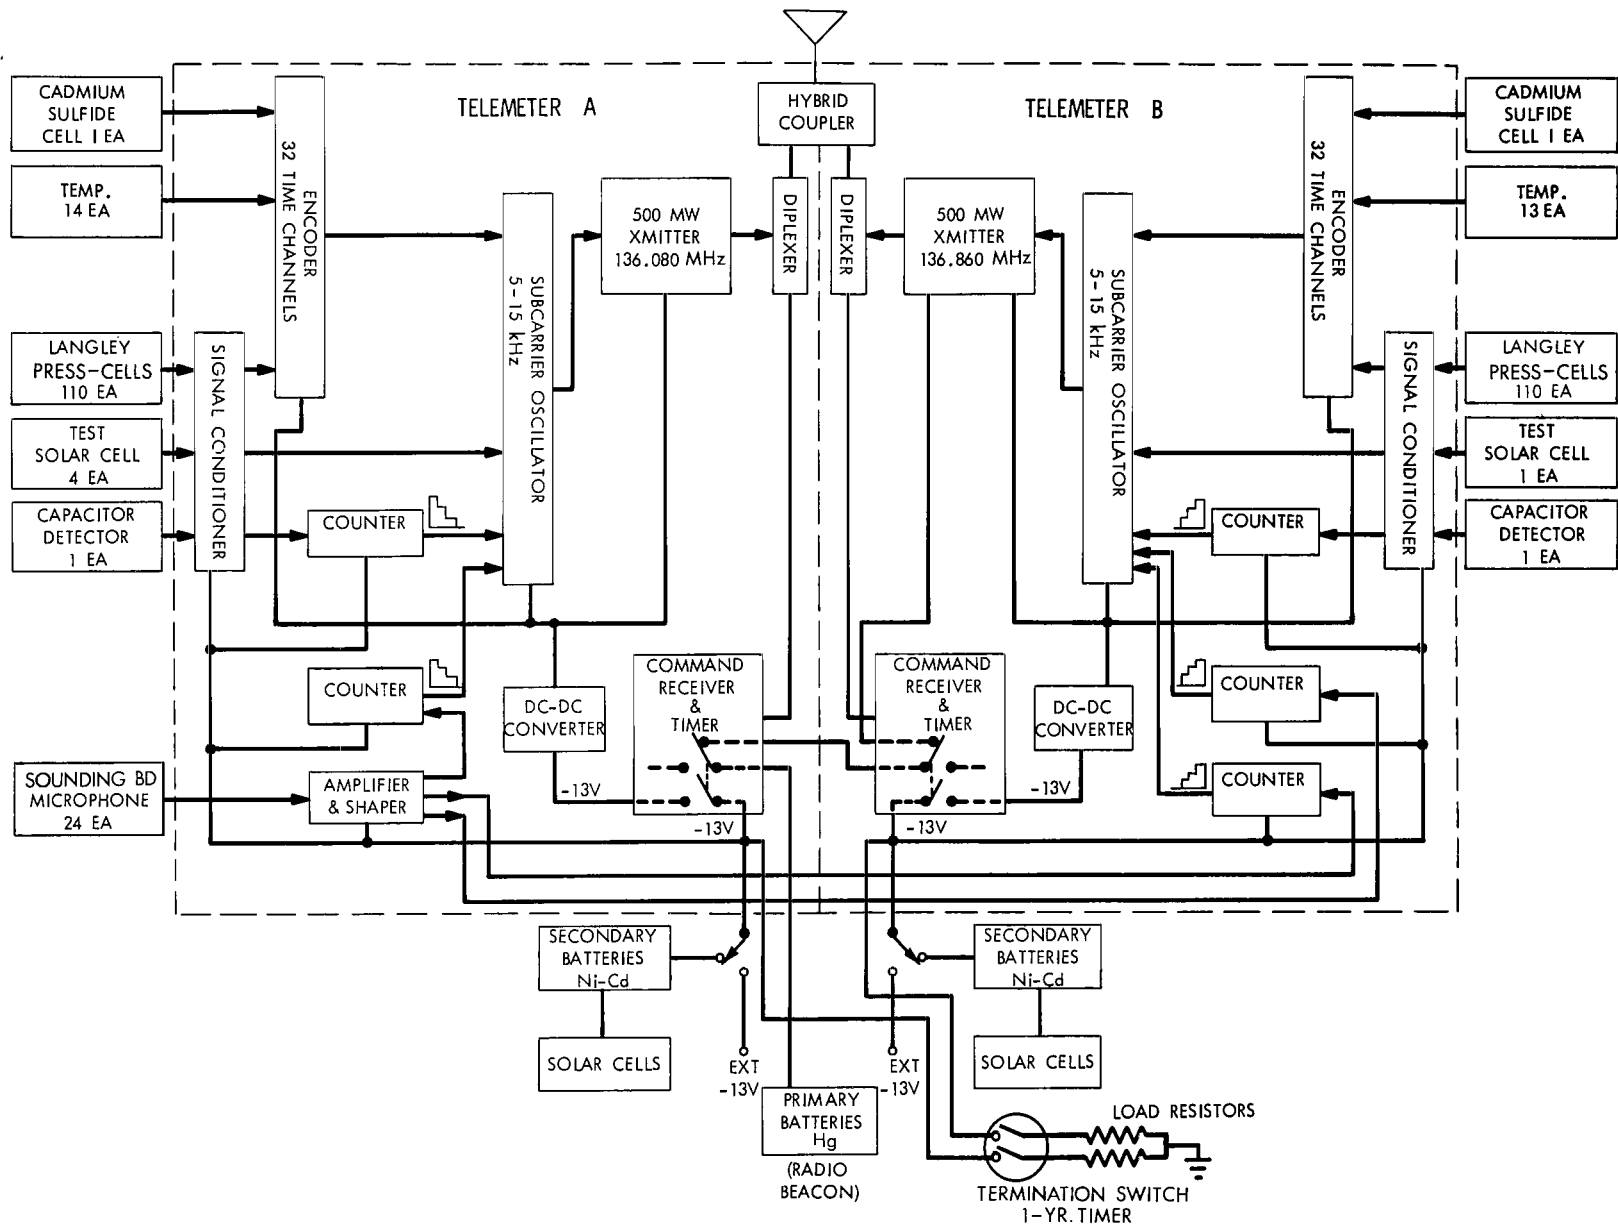 HYBRID
COUPLER
TELEMETER A
TELEMETER B
CADMIUM
SULFIDE
CELL 1 EA
TEMP.
14 EA
LANGLEY
PRESS-CELLS
110 EA
TEST
SOLAR CELL
4 EA
CAPACITOR
DETECTOR
1 EA
SOUNDING BD
MICROPHONE
24 EA
ENCODER
32 TIME CHANNELS
SIGNAL CONDITIONER
SUBCARRIER OSCILLATOR
5-15 kHz
500 MW
XMITTER
136.080 MHz
DIPLEXER
DIPLEXER
500 MW
XMITTER
136.860 MHz
SUBCARRIER OSCILLATOR
5-15 kHz
ENCODER
32 TIME CHANNELS
SIGNAL CONDITIONER
CADMIUM
SULFIDE
CELL 1 EA
TEMP.
13 EA
LANGLEY
PRESS-CELLS
110 EA
TEST
SOLAR CELL
1 EA
CAPACITOR
DETECTOR
1 EA
COUNTER
COUNTER
AMPLIFIER
& SHAPER
DC-DC
CONVERTER
-13V
COMMAND
RECEIVER
&
TIMER
-13V
COMMAND
RECEIVER
&
TIMER
-13V
DC-DC
CONVERTER
-13V
COUNTER
COUNTER
COUNTER
SECONDARY
BATTERIES
Ni-Cd
SOLAR CELLS
EXT
-13V
PRIMARY
BATTERIES
Hg
(RADIO
BEACON)
EXT
-13V
SECONDARY
BATTERIES
Ni-Cd
SOLAR CELLS
LOAD RESISTORS
TERMINATION SWITCH
1-YR. TIMER